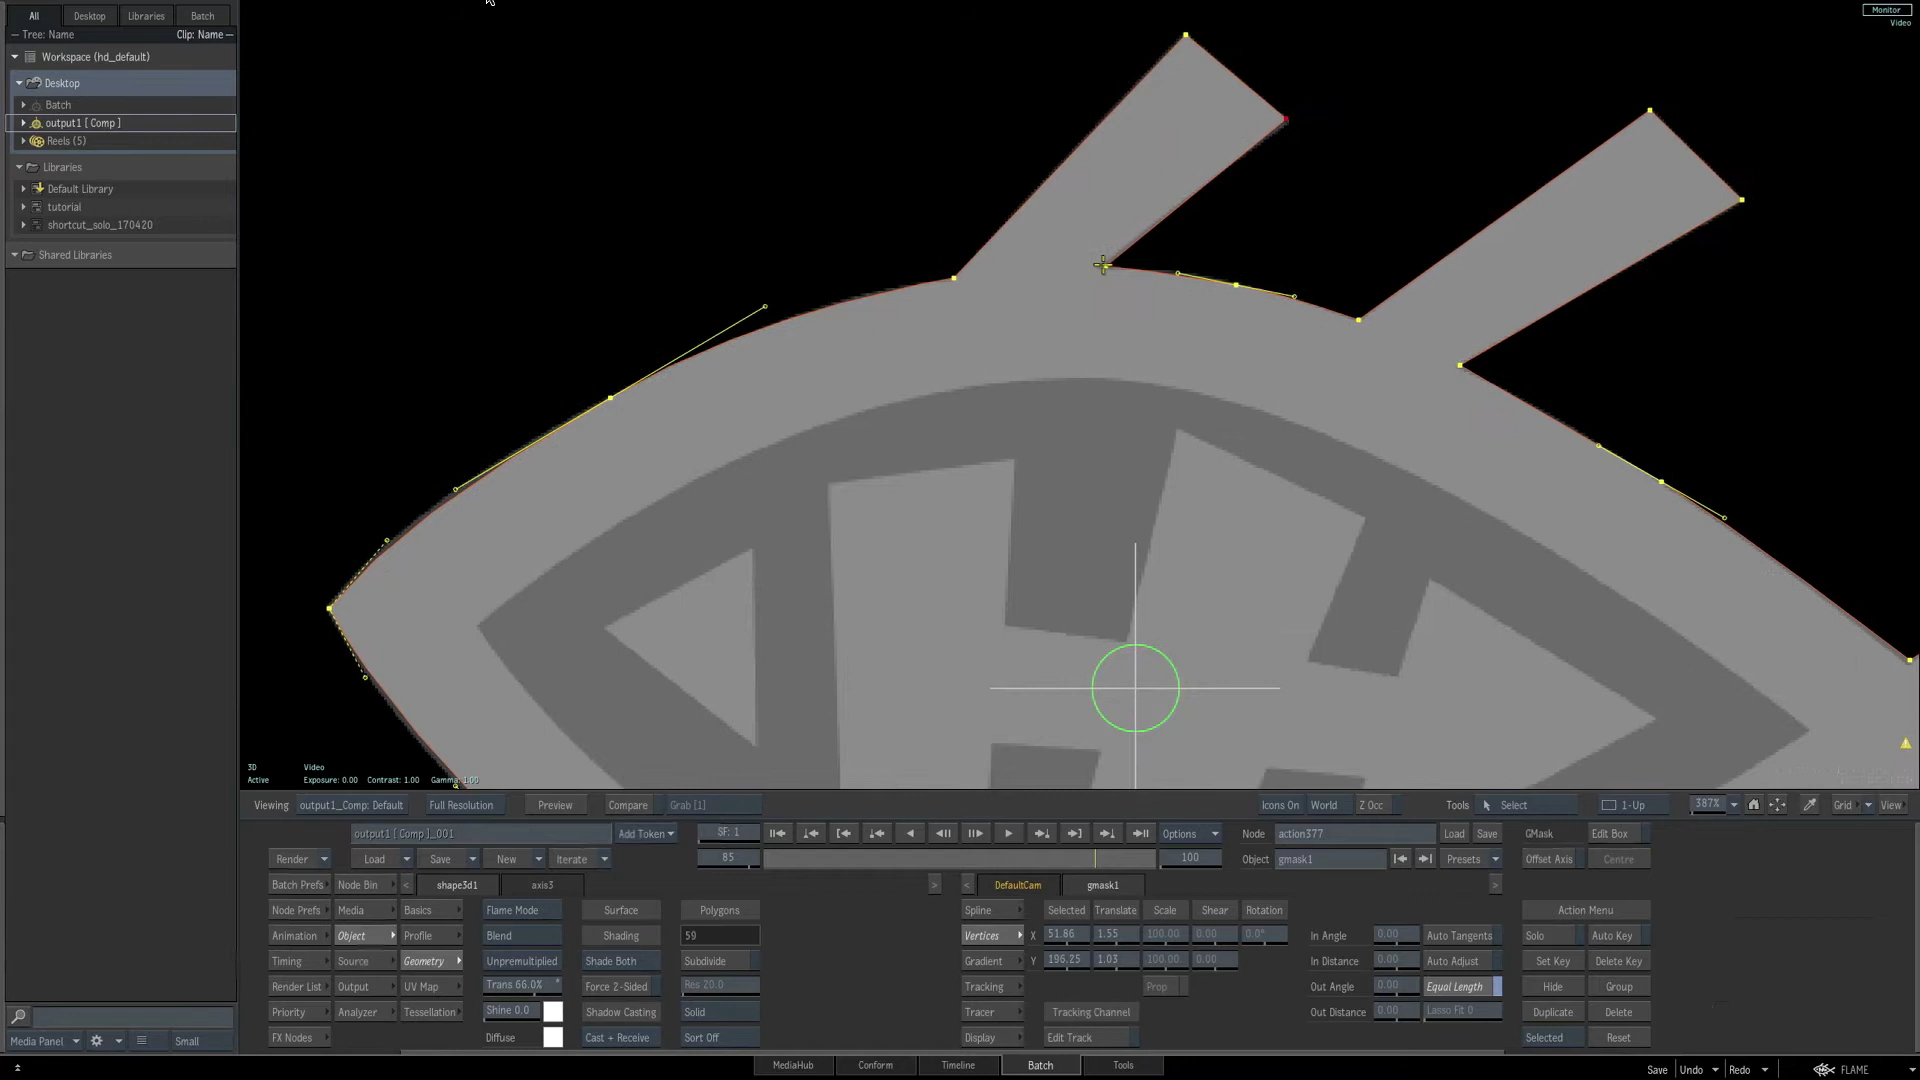 All Desktop Libraries Batch
Monitor
Video
Tree: Name Clip: Name
Workspace (hd_default)
Desktop
Batch
output1 [ Comp ]
Reels (5)
Libraries
Default Library
tutorial
shortcut_solo_170420
Shared Libraries
3D Video
Active Exposure: 0.00 Contrast: 1.00 Gamma: 1.00
Viewing output1_Comp: Default Full Resolution Preview Compare Grab [1] Icons On World Z Occ Tools Select 1-Up 387% Grid View
output1 [ Comp ]_001 Add Token SF: 1 Options Node action377 Load Save GMask Edit Box
Render Load Save New Iterate 85 100 Object gmask1 Presets Offset Axis Centre
Batch Prefs Node Bin < shape3d1 axis3 > < DefaultCam gmask1 >
Node Prefs Media Basics Flame Mode Surface Polygons Spline Selected Translate Scale Shear Rotation Action Menu
Animation Object Profile Blend Shading 59 Vertices X 51.86 1.55 100.00 0.00 0.0° In Angle 0.00 Auto Tangents Solo Auto Key
Timing Source Geometry Unpremultiplied Shade Both Subdivide Gradient Y 196.25 1.03 100.00 0.00 In Distance 0.00 Auto Adjust Set Key Delete Key
Render List Output UV Map Trans 66.0% Force 2-Sided Res 20.0 Tracking Prop Out Angle 0.00 Equal Length Hide Group
Priority Analyzer Tessellation Shine 0.0 Shadow Casting Solid Tracer Tracking Channel Out Distance 0.00 Lasso Fit 0 Duplicate Delete
FX Nodes Diffuse Cast + Receive Sort Off Display Edit Track Selected Reset
Media Panel Small
MediaHub Conform Timeline Batch Tools
Save Undo Redo FLAME